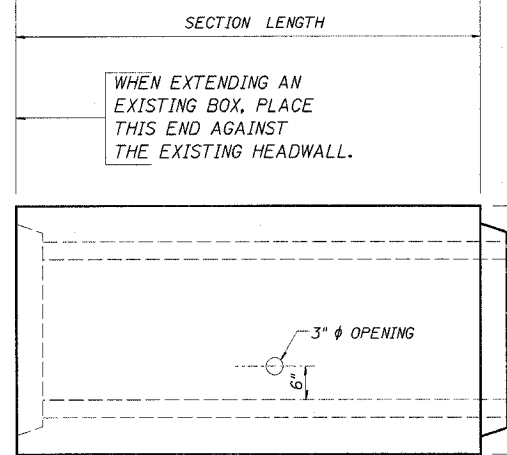 SECTION LENGTH
WHEN EXTENDING AN
EXISTING BOX, PLACE
THIS END AGAINST
THE EXISTING HEADWALL.
3" ϕ OPENING
6"